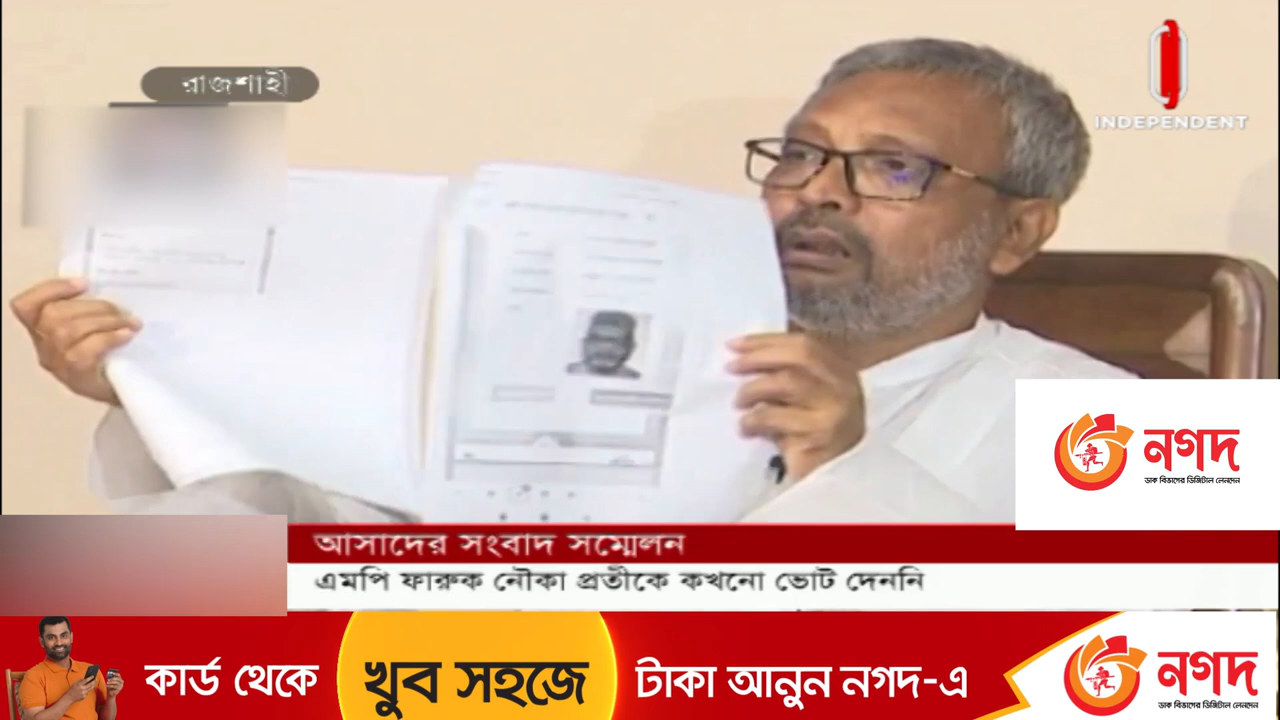 রাজশাহী
INDEPENDENT
নগদ
ডাক বিভাগের ডিজিটাল লেনদেন
আসাদের সংবাদ সম্মেলন
এমপি ফারুক নৌকা প্রতীকে কখনো ভোট দেননি
কার্ড থেকে খুব সহজে টাকা আনুন নগদ-এ
নগদ
ডাক বিভাগের ডিজিটাল লেনদেন